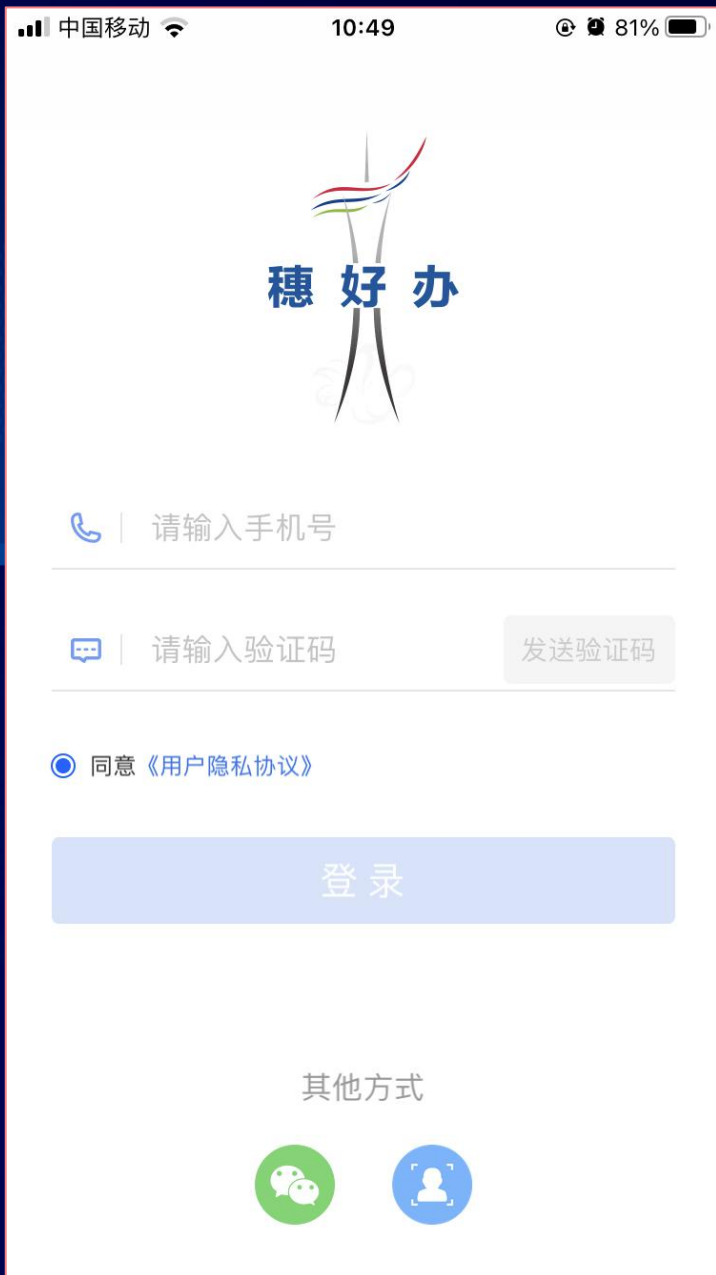 中国移动 10:49 81%
穗好办
请输入手机号
请输入验证码 发送验证码
同意《用户隐私协议》
登录
其他方式